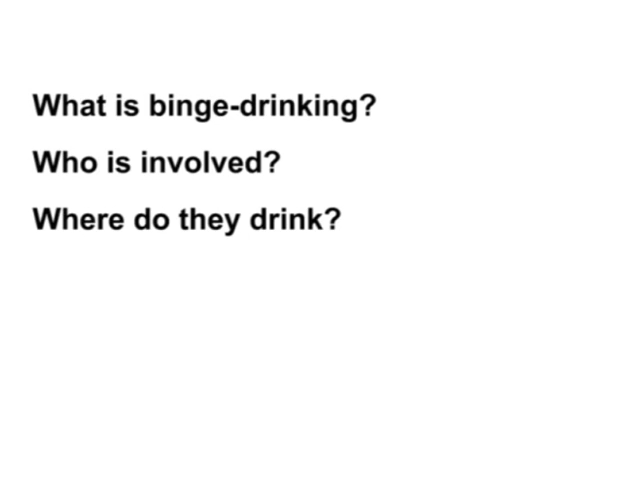 What is binge-drinking?
Who is involved?
Where do they drink?